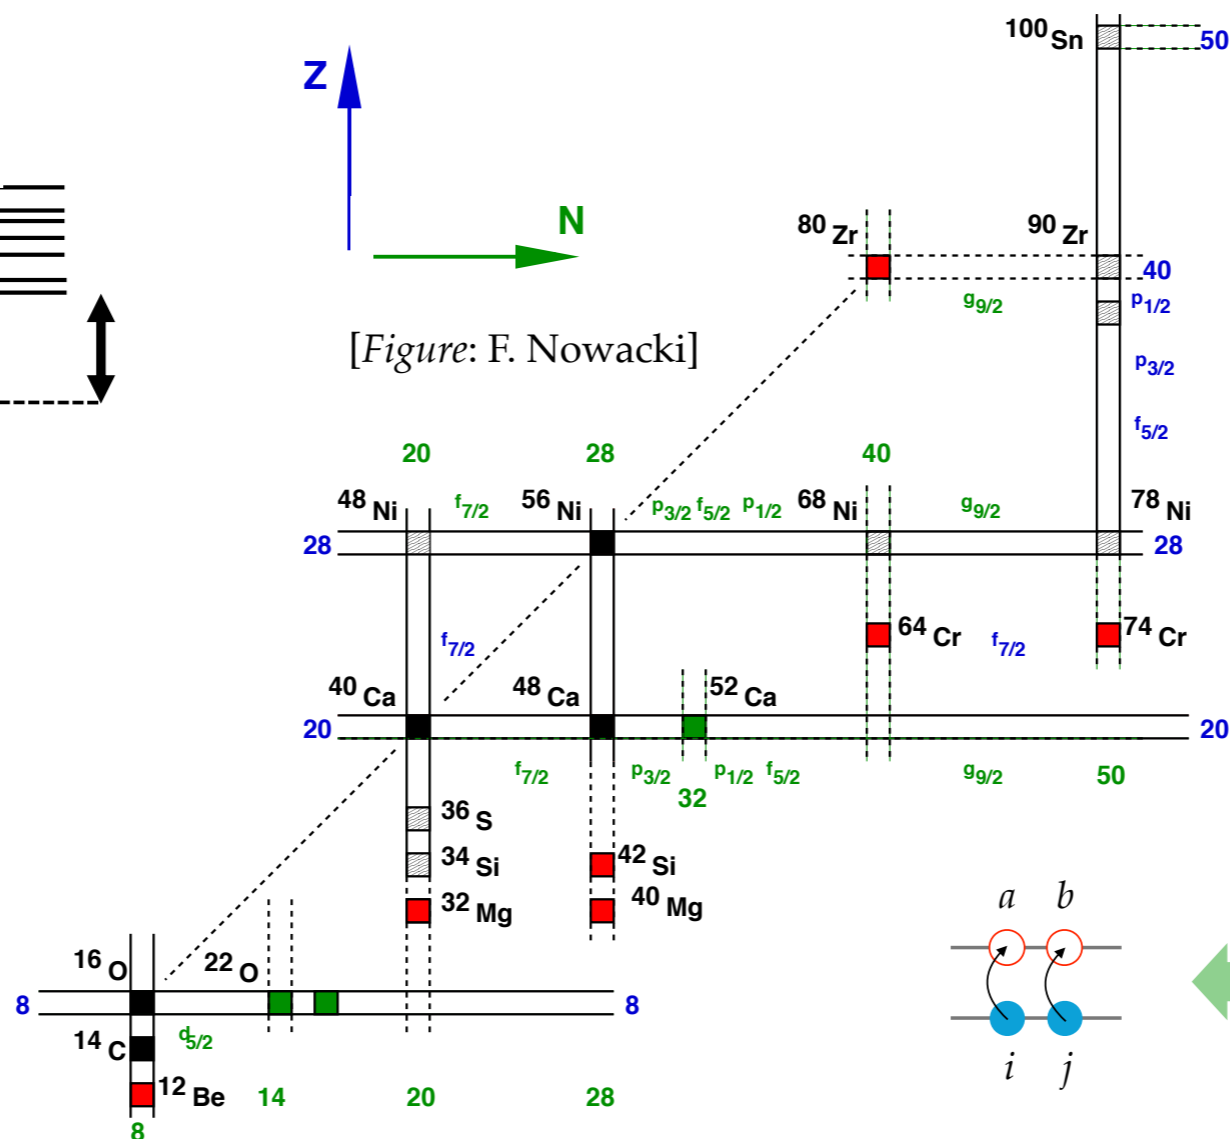 100 Sn
50
Z
N
80 Zr
90 Zr
40
g9/2
p1/2
[Figure: F. Nowacki]
p3/2
f5/2
20
28
40
48 Ni
f7/2
56 Ni
p3/2 f5/2 p1/2
68 Ni
g9/2
78 Ni
28
28
f7/2
64 Cr
f7/2
74 Cr
40 Ca
48 Ca
52 Ca
20
20
f7/2
p3/2
p1/2
f5/2
g9/2
50
32
36 S
34 Si
42 Si
32 Mg
40 Mg
a b
16 O
22 O
8
8
d5/2
14 C
12 Be
14
20
28
i j
8